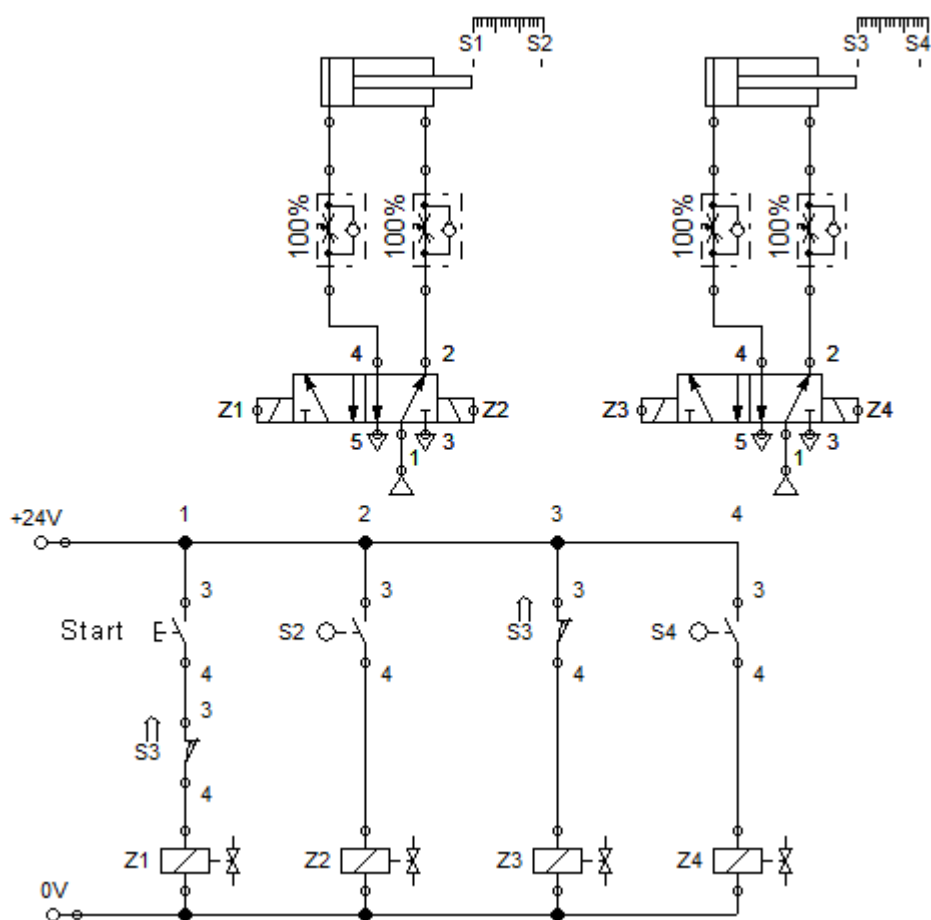 S1 S2 S3 S4
100% 100% 100% 100%
4 2 4 2
Z1 Z2 Z3 Z4
5 3 5 3
1 1
+24V 1 2 3 4
3 3 3 3
Start S2 S3 S4
4 4 4 4
3
S3
4
Z1 Z2 Z3 Z4
0V